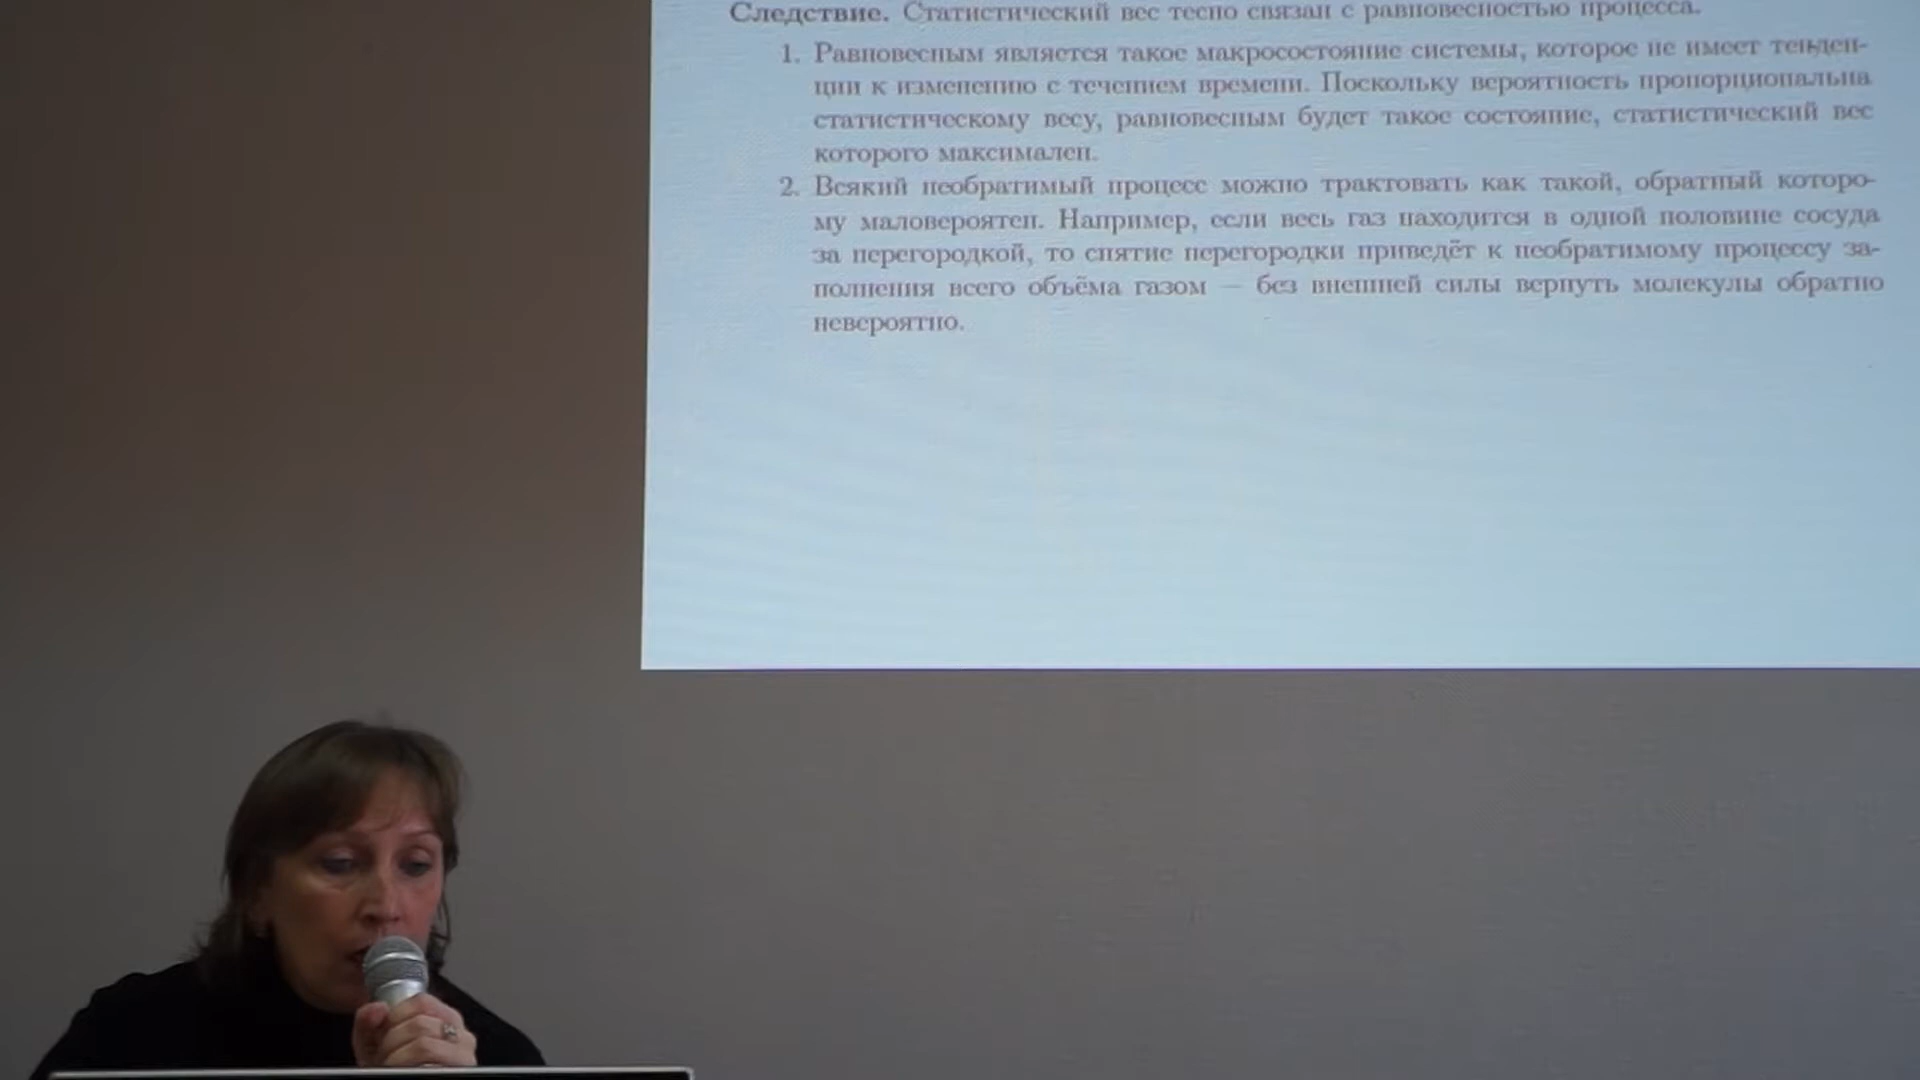 Следствие. Статистический вес тесно связан с равновесностью процесса.
1. Равновесным является такое макросостояние системы, которое не имеет тенден-
ции к изменению с течением времени. Поскольку вероятность пропорциональна
статистическому весу, равновесным будет такое состояние, статистический вес
которого максимален.
2. Всякий необратимый процесс можно трактовать как такой, обратный которо-
му маловероятен. Например, если весь газ находится в одной половине сосуда
за перегородкой, то снятие перегородки приведёт к необратимому процессу за-
полнения всего объёма газом — без внешней силы вернуть молекулы обратно
невероятно.